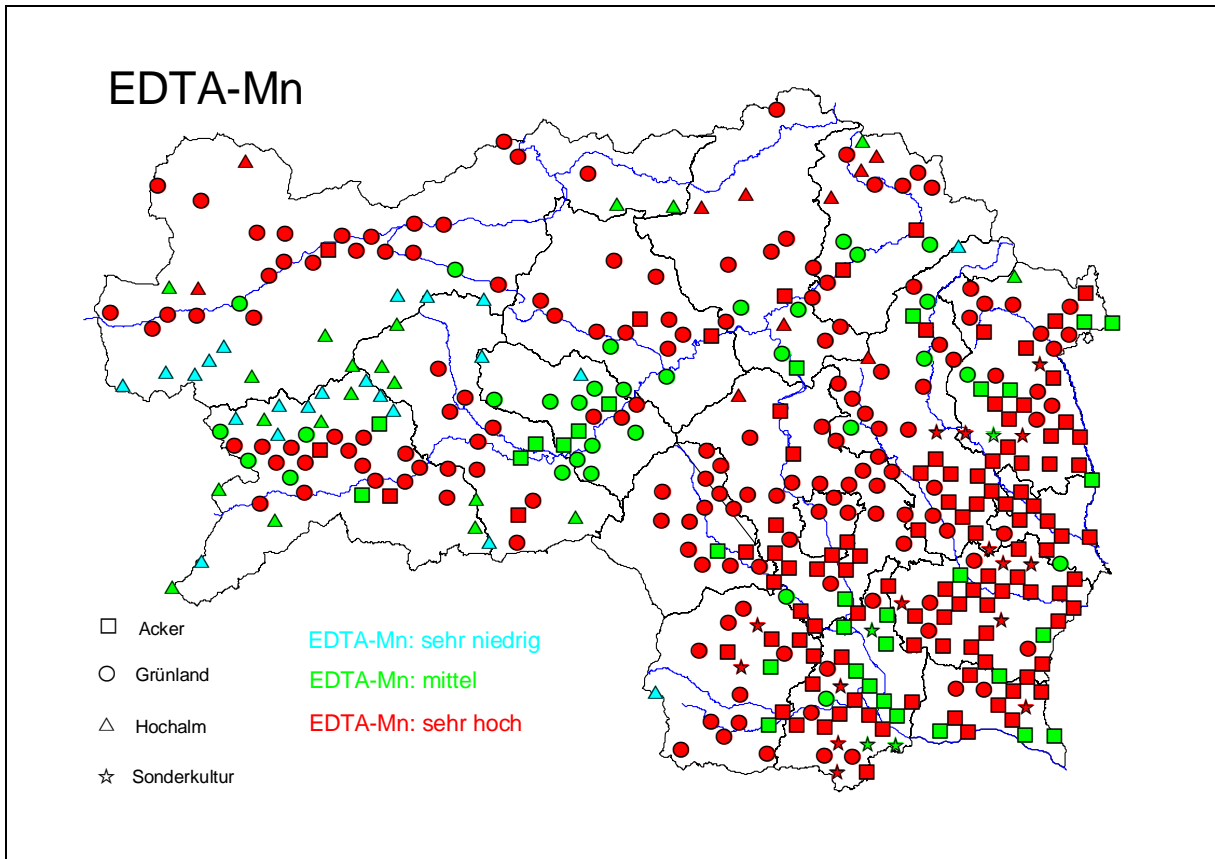 EDTA-Mn
Acker
Grünland
Hochalm
Sonderkultur
EDTA-Mn: sehr niedrig
EDTA-Mn: mittel
EDTA-Mn: sehr hoch